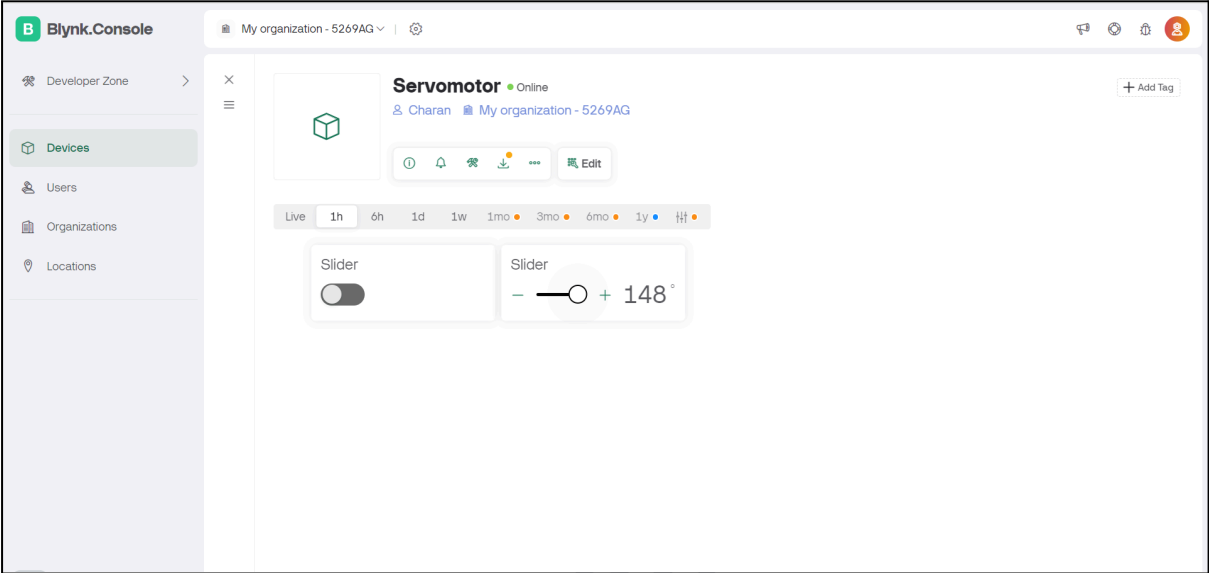 B Blynk.Console
My organization - 5269AG
Developer Zone
Devices
Users
Organizations
Locations
Servomotor Online
Charan My organization - 5269AG
Add Tag
Edit
Live 1h 6h 1d 1w 1mo 3mo 6mo 1y
Slider
Slider
− + 148°